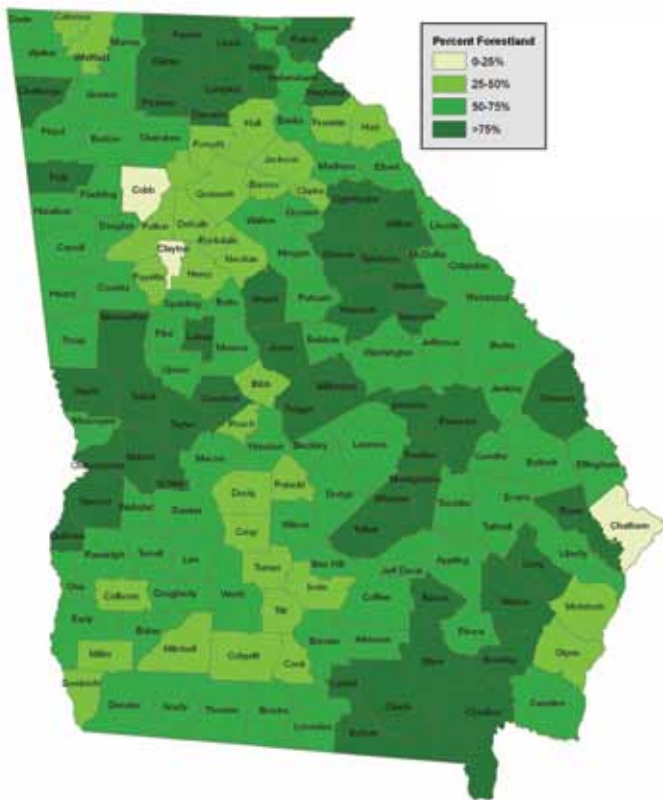 Percent Forestland
0-25%
25-50%
50-75%
>75%
Dade
Catoosa
Walker
Whitfield
Murray
Fannin
Union
Towns
Rabun
Gilmer
White
Habersham
Stephens
Lumpkin
Pickens
Dawson
Gordon
Chattooga
Floyd
Bartow
Cherokee
Forsyth
Hall
Banks
Franklin
Hart
Jackson
Madison
Elbert
Polk
Paulding
Cobb
Gwinnett
Barrow
Clarke
Oconee
Oglethorpe
Wilkes
Lincoln
Haralson
Douglas
Fulton
Dekalb
Walton
Rockdale
Newton
Morgan
Greene
McDuffie
Columbia
Richmond
Carroll
Clayton
Fayette
Henry
Heard
Coweta
Spalding
Butts
Jasper
Putnam
Hancock
Troup
Pike
Lamar
Monroe
Jones
Baldwin
Washington
Jefferson
Burke
Upson
Bibb
Wilkinson
Jenkins
Screven
Harris
Talbot
Crawford
Twiggs
Johnson
Emanuel
Taylor
Peach
Houston
Bleckley
Laurens
Macon
Candler
Bulloch
Effingham
Marion
Dooly
Pulaski
Dodge
Wheeler
Montgomery
Toombs
Evans
Tattnall
Bryan
Chatham
Stewart
Webster
Sumter
Crisp
Wilcox
Telfair
Liberty
Quitman
Randolph
Terrell
Lee
Turner
Ben Hill
Jeff Davis
Appling
Long
Wayne
McIntosh
Clay
Calhoun
Dougherty
Worth
Tift
Irwin
Coffee
Bacon
Pierce
Glynn
Early
Baker
Mitchell
Colquitt
Cook
Berrien
Atkinson
Ware
Brantley
Miller
Seminole
Decatur
Grady
Thomas
Brooks
Lowndes
Lanier
Clinch
Echols
Charlton
Camden